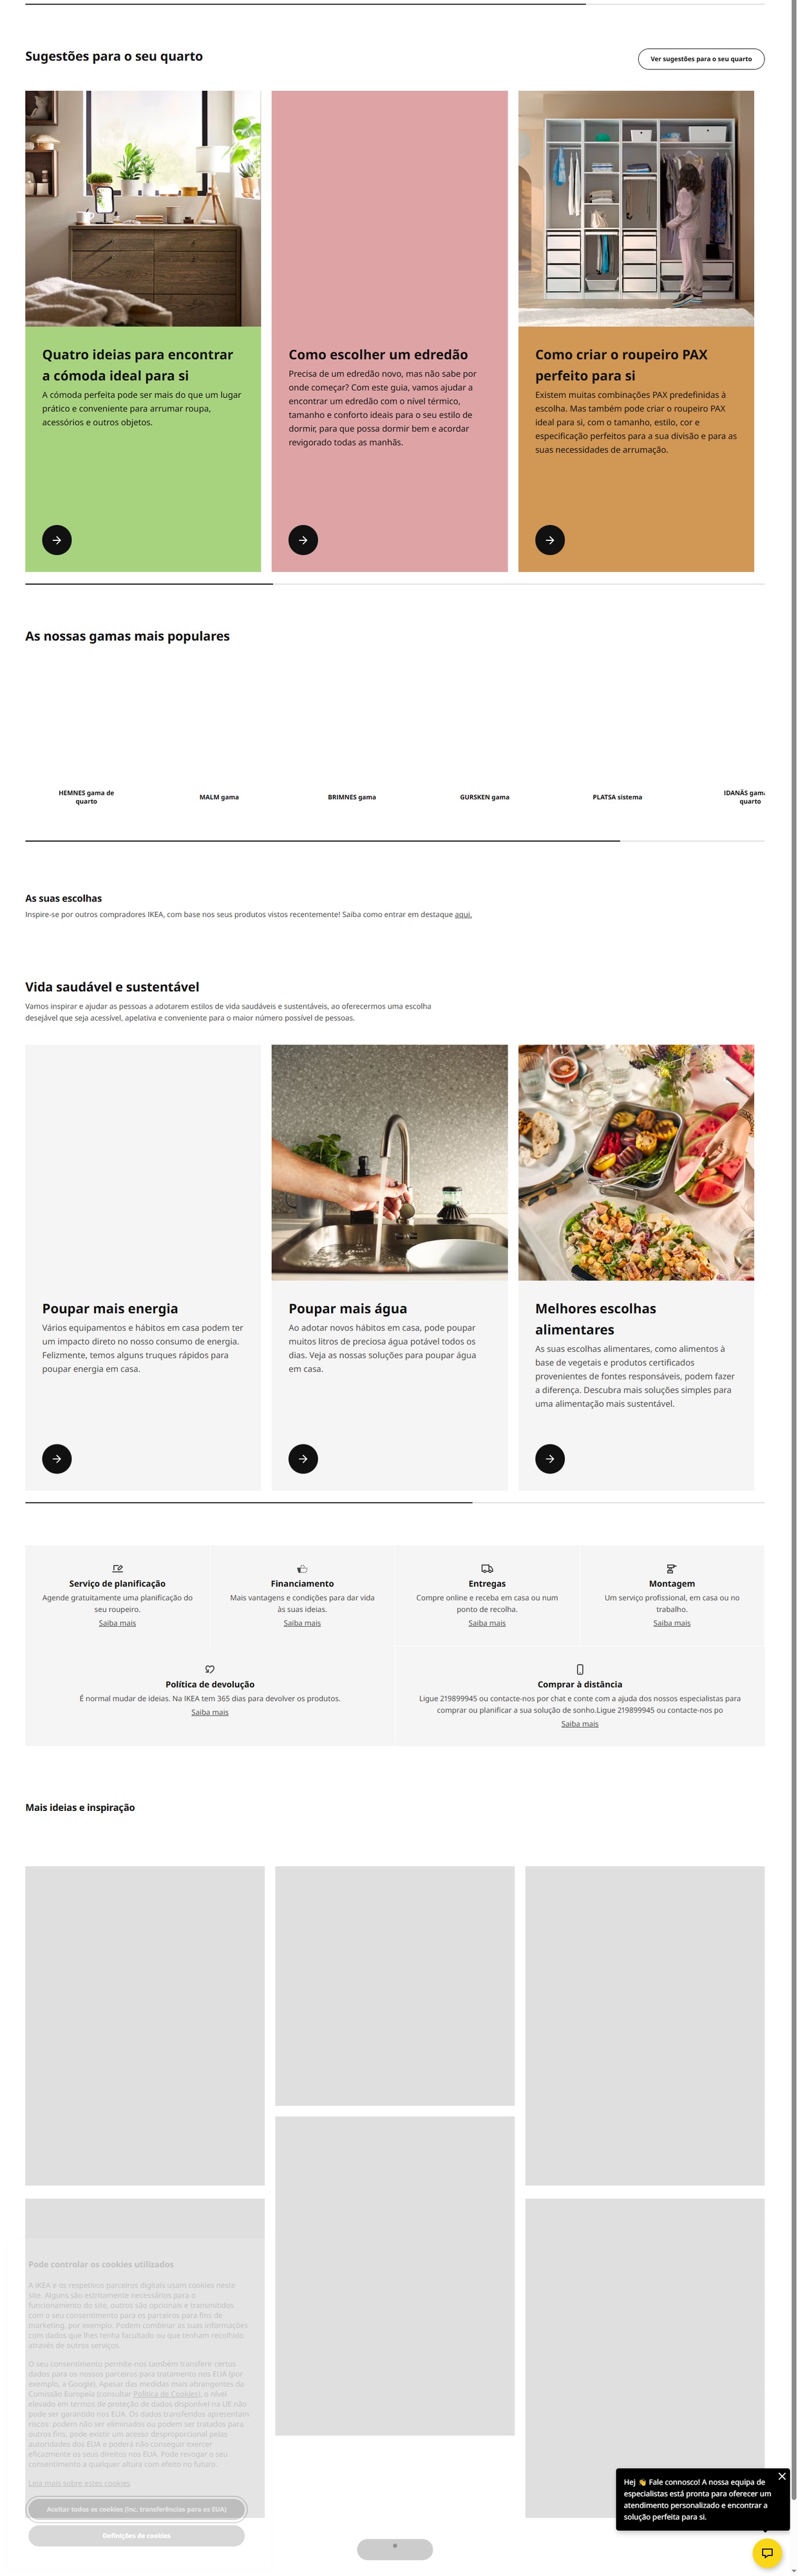 Sugestões para o seu quarto
Ver sugestões para o seu quarto
Quatro ideias para encontrar
a cómoda ideal para si
A cómoda perfeita pode ser mais do que um lugar
prático e conveniente para arrumar roupa,
acessórios e outros objetos.
Como escolher um edredão
Precisa de um edredão novo, mas não sabe por
onde começar? Com este guia, vamos ajudar a
encontrar um edredão com o nível térmico,
tamanho e conforto ideais para o seu estilo de
dormir, para que possa dormir bem e acordar
revigorado todas as manhãs.
Como criar o roupeiro PAX
perfeito para si
Existem muitas combinações PAX predefinidas à
escolha. Mas também pode criar o roupeiro PAX
ideal para si, com o tamanho, estilo, cor e
especificação perfeitos para a sua divisão e para as
suas necessidades de arrumação.
As nossas gamas mais populares
HEMNES gama de
quarto
MALM gama
BRIMNES gama
GURSKEN gama
PLATSA sistema
IDANÄS gam
quarto
As suas escolhas
Inspire-se por outros compradores IKEA, com base nos seus produtos vistos recentemente! Saiba como entrar em destaque aqui.
Vida saudável e sustentável
Vamos inspirar e ajudar as pessoas a adotarem estilos de vida saudáveis e sustentáveis, ao oferecermos uma escolha
desejável que seja acessível, apelativa e conveniente para o maior número possível de pessoas.
Poupar mais energia
Vários equipamentos e hábitos em casa podem ter
um impacto direto no nosso consumo de energia.
Felizmente, temos alguns truques rápidos para
poupar energia em casa.
Poupar mais água
Ao adotar novos hábitos em casa, pode poupar
muitos litros de preciosa água potável todos os
dias. Veja as nossas soluções para poupar água
em casa.
Melhores escolhas
alimentares
As suas escolhas alimentares, como alimentos à
base de vegetais e produtos certificados
provenientes de fontes responsáveis, podem fazer
a diferença. Descubra mais soluções simples para
uma alimentação mais sustentável.
Serviço de planificação
Agende gratuitamente uma planificação do
seu roupeiro.
Saiba mais
Financiamento
Mais vantagens e condições para dar vida
às suas ideias.
Saiba mais
Entregas
Compre online e receba em casa ou num
ponto de recolha.
Saiba mais
Montagem
Um serviço profissional, em casa ou no
trabalho.
Saiba mais
Política de devolução
É normal mudar de ideias. Na IKEA tem 365 dias para devolver os produtos.
Saiba mais
Comprar à distância
Ligue 219899945 ou contacte-nos por chat e conte com a ajuda dos nossos especialistas para
comprar ou planificar a sua solução de sonho.Ligue 219899945 ou contacte-nos po
Saiba mais
Mais ideias e inspiração
Pode controlar os cookies utilizados
A IKEA e os respetivos parceiros digitais usam cookies neste
site. Alguns são estritamente necessários para o
funcionamento do site, outros são opcionais e transmitidos
com o seu consentimento para os parceiros para fins de
marketing, por exemplo. Podem combinar as suas informações
com dados que lhes tenha facultado ou que tenham recolhido
através de outros serviços.
O seu consentimento permite-nos também transferir certos
dados para os nossos parceiros para tratamento nos EUA (por
exemplo, a Google). Apesar das medidas mais abrangentes da
Comissão Europeia (consultar Política de Cookies), o nível
elevado em termos de proteção de dados disponível na UE não
pode ser garantido nos EUA. Os dados transferidos apresentam
riscos: podem não ser eliminados ou podem ser tratados para
outros fins, pode existir um acesso desproporcional pelas
autoridades dos EUA e poderá não conseguir exercer
eficazmente os seus direitos nos EUA. Pode revogar o seu
consentimento a qualquer altura com efeito no futuro.
Leia mais sobre estes cookies
Aceitar todos os cookies (inc. transferências para os EUA)
Definições de cookies
Hej 👋 Fale connosco! A nossa equipa de
especialistas está pronta para oferecer um
atendimento personalizado e encontrar a
solução perfeita para si.